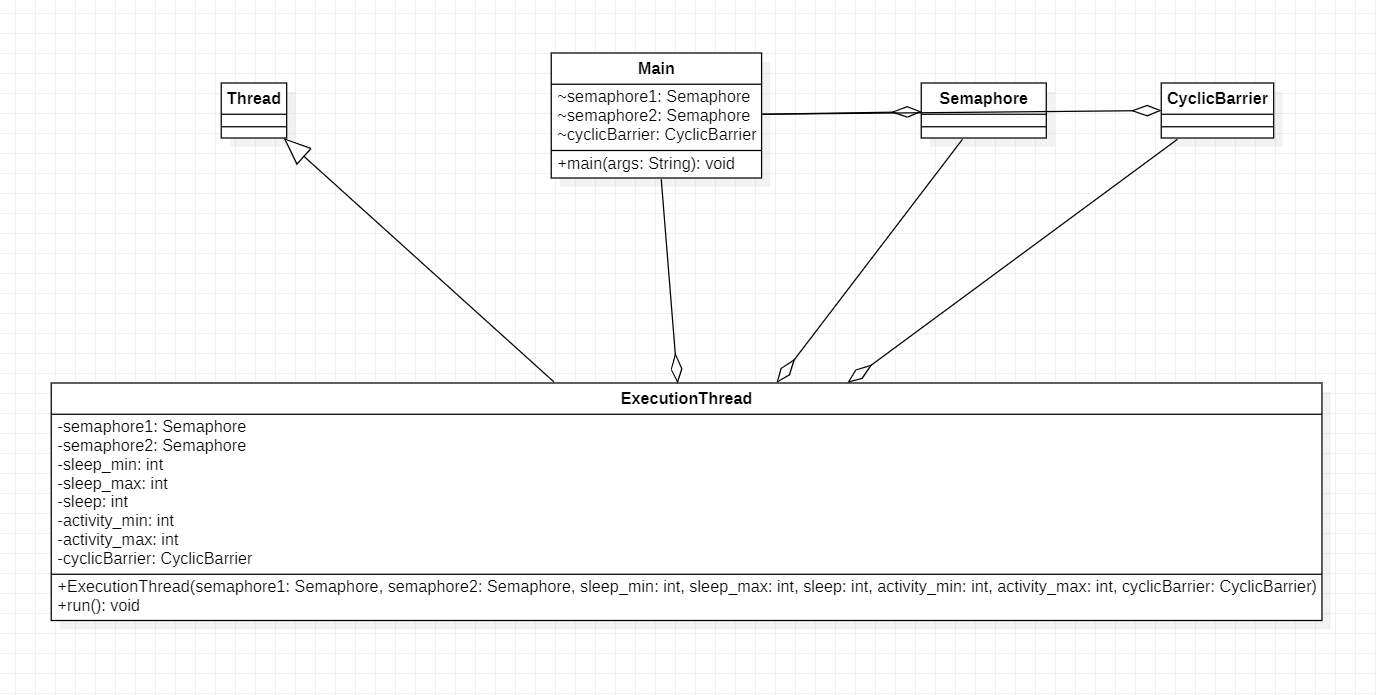 Thread
Main
~semaphore1: Semaphore
~semaphore2: Semaphore
~cyclicBarrier: CyclicBarrier
+main(args: String): void
Semaphore
CyclicBarrier
ExecutionThread
-semaphore1: Semaphore
-semaphore2: Semaphore
-sleep_min: int
-sleep_max: int
-sleep: int
-activity_min: int
-activity_max: int
-cyclicBarrier: CyclicBarrier
+ExecutionThread(semaphore1: Semaphore, semaphore2: Semaphore, sleep_min: int, sleep_max: int, sleep: int, activity_min: int, activity_max: int, cyclicBarrier: CyclicBarrier)
+run(): void